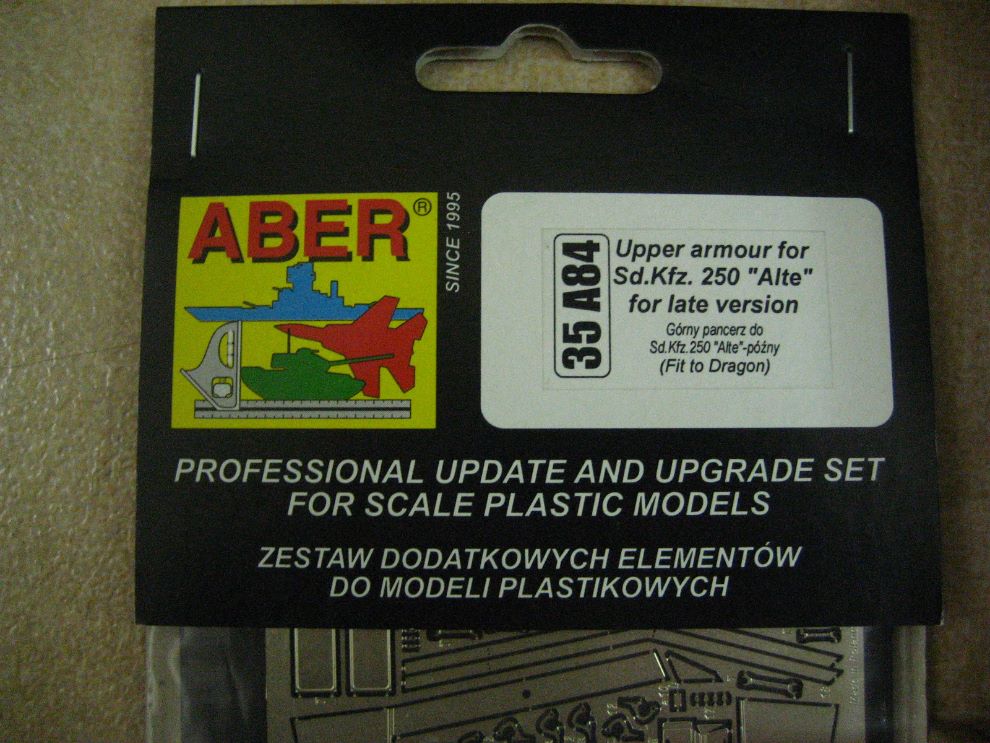 ABER®
SINCE 1995
35 A84
Upper armour for
Sd.Kfz. 250 "Alte"
for late version
Górny pancerz do
Sd.Kfz. 250 "Alte"-późny
(Fit to Dragon)
PROFESSIONAL UPDATE AND UPGRADE SET
FOR SCALE PLASTIC MODELS
ZESTAW DODATKOWYCH ELEMENTÓW
DO MODELI PLASTIKOWYCH